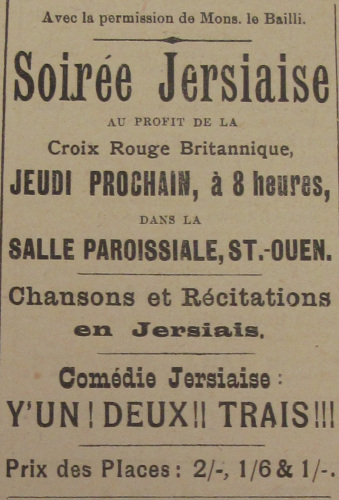 Avec la permission de Mons. le Bailli.
Soirée Jersiaise
AU PROFIT DE LA
Croix Rouge Britannique,
JEUDI PROCHAIN, à 8 heures,
DANS LA
SALLE PAROISSIALE, ST.-OUEN.
Chansons et Récitations
en Jersiais.
Comédie Jersiaise:
Y'UN! DEUX!! TRAIS!!!
Prix des Places: 2/-, 1/6 & 1/-.